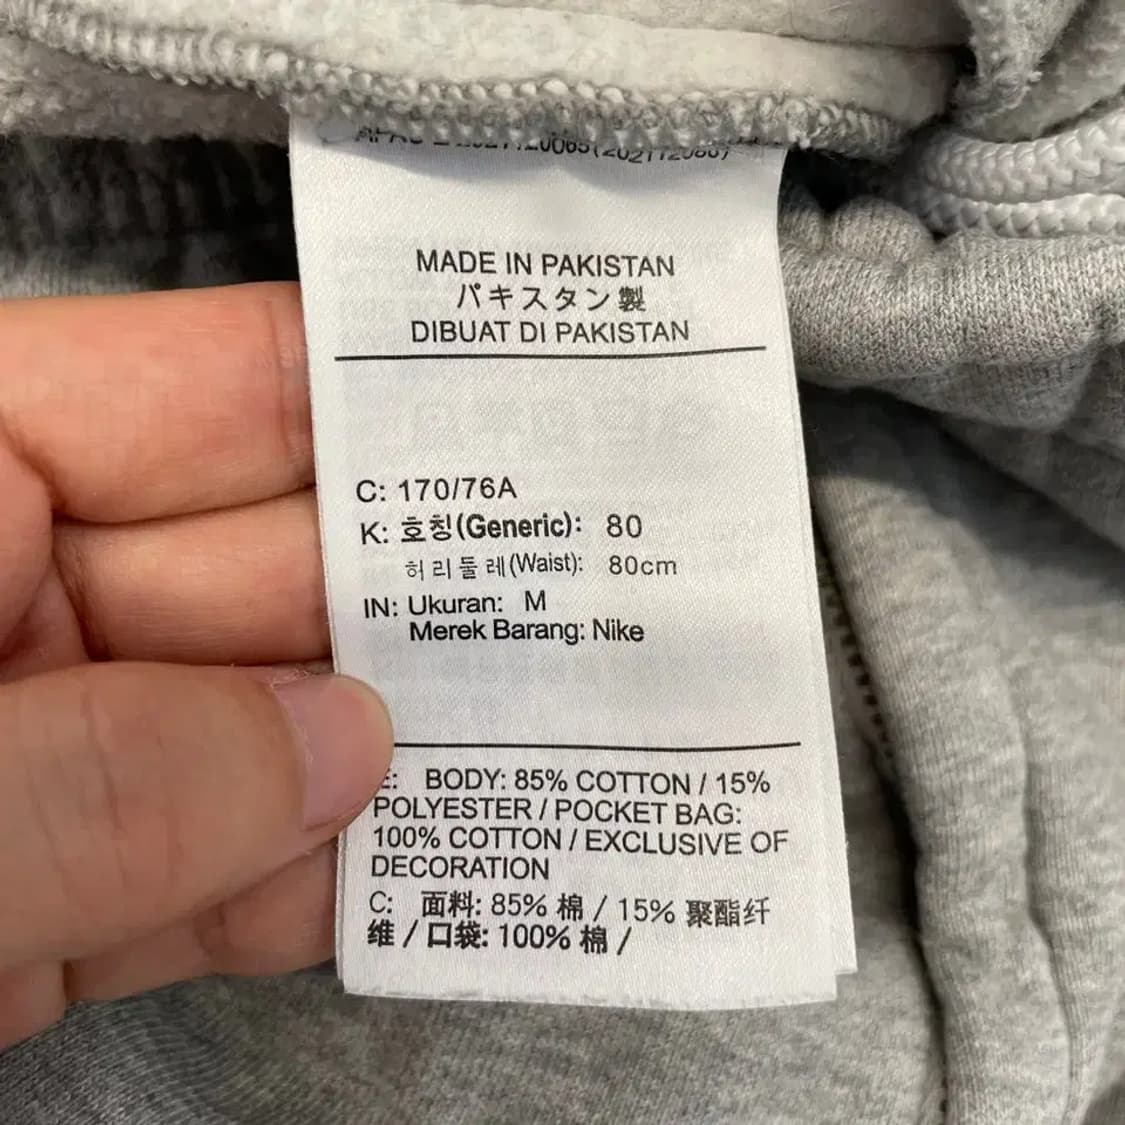 MADE IN PAKISTAN
パキスタン製
DIBUAT DI PAKISTAN
C: 170/76A
K: 호칭(Generic): 80
허리둘레(Waist): 80cm
IN: Ukuran: M
Merek Barang: Nike
E: BODY: 85% COTTON / 15%
POLYESTER / POCKET BAG:
100% COTTON / EXCLUSIVE OF
DECORATION
C: 面料: 85% 棉 / 15% 聚酯纤
维 / 口袋: 100% 棉 /